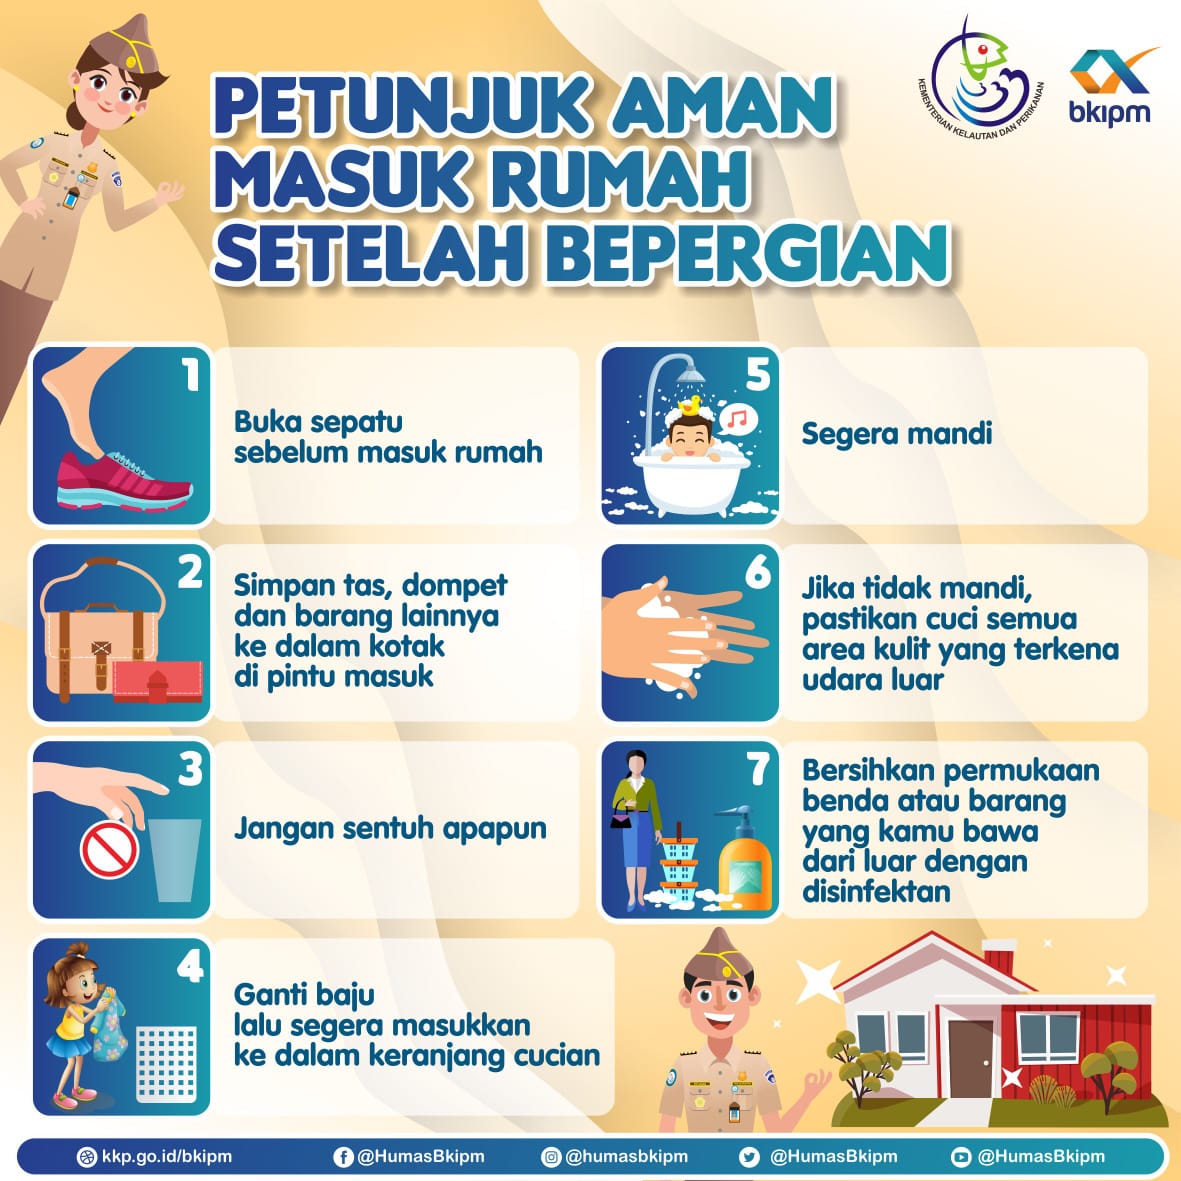 PETUNJUK AMAN
MASUK RUMAH
SETELAH BEPERGIAN
KEMENTERIAN KELAUTAN DAN PERIKANAN
bkipm
1
Buka sepatu
sebelum masuk rumah
2
Simpan tas, dompet
dan barang lainnya
ke dalam kotak
di pintu masuk
3
Jangan sentuh apapun
4
Ganti baju
lalu segera masukkan
ke dalam keranjang cucian
5
Segera mandi
6
Jika tidak mandi,
pastikan cuci semua
area kulit yang terkena
udara luar
7
Bersihkan permukaan
benda atau barang
yang kamu bawa
dari luar dengan
disinfektan
kkp.go.id/bkipm
@HumasBkipm
@humasbkipm
@HumasBkipm
@HumasBkipm